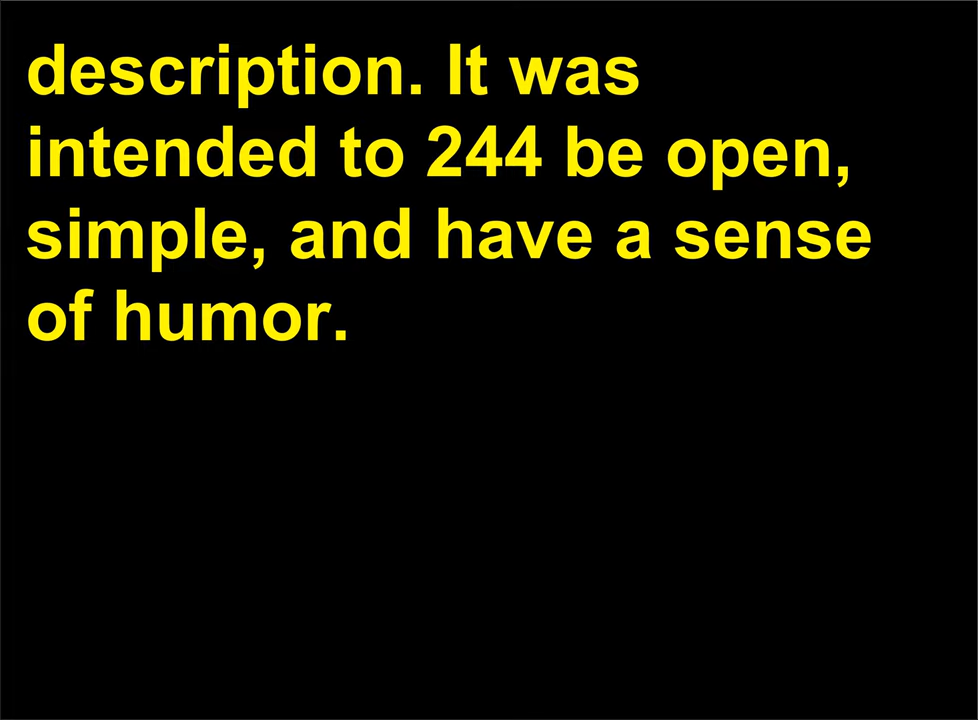 description. It was
intended to 244 be open,
simple, and have a sense
of humor.